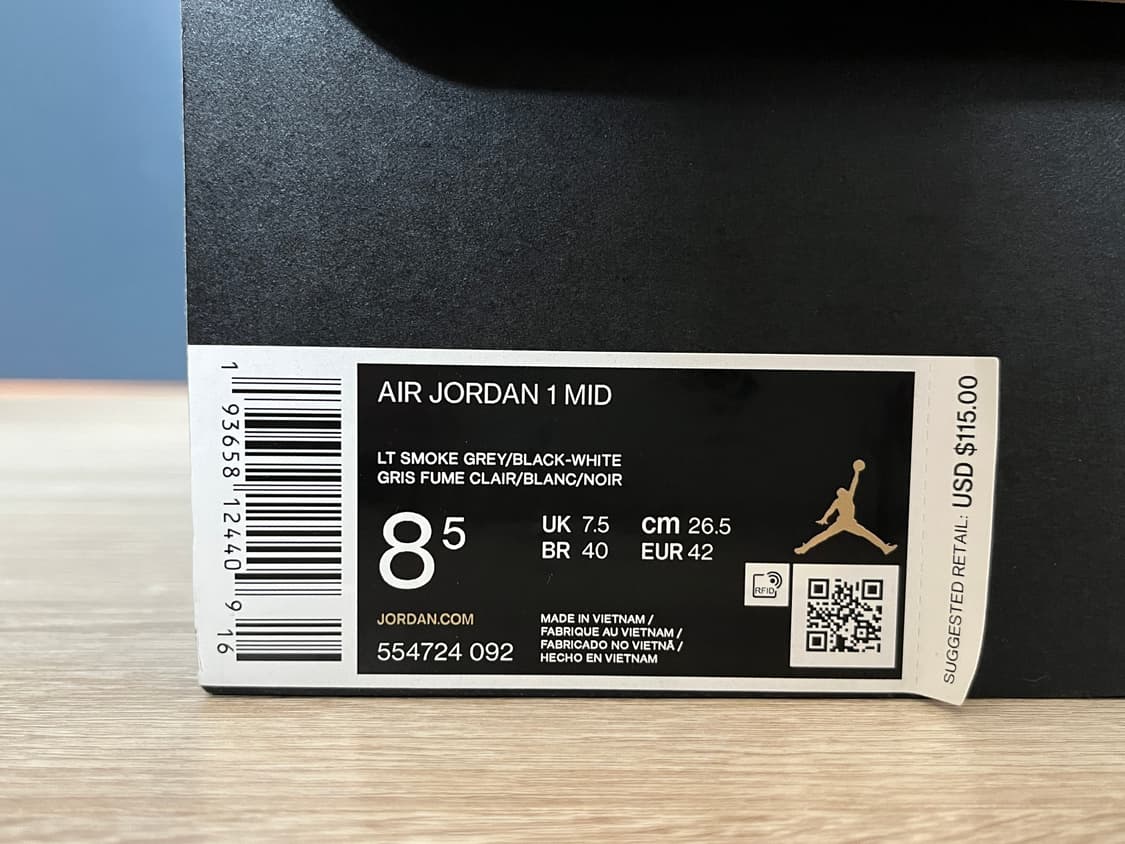 AIR JORDAN 1 MID
LT SMOKE GREY/BLACK-WHITE
GRIS FUME CLAIR/BLANC/NOIR
8 5
UK 7.5 cm 26.5
BR 40 EUR 42
RFID
JORDAN.COM
554724 092
MADE IN VIETNAM /
FABRIQUE AU VIETNAM /
FABRICADO NO VIETNÃ /
HECHO EN VIETNAM
1 93658 12440 9 16
SUGGESTED RETAIL: USD $115.00